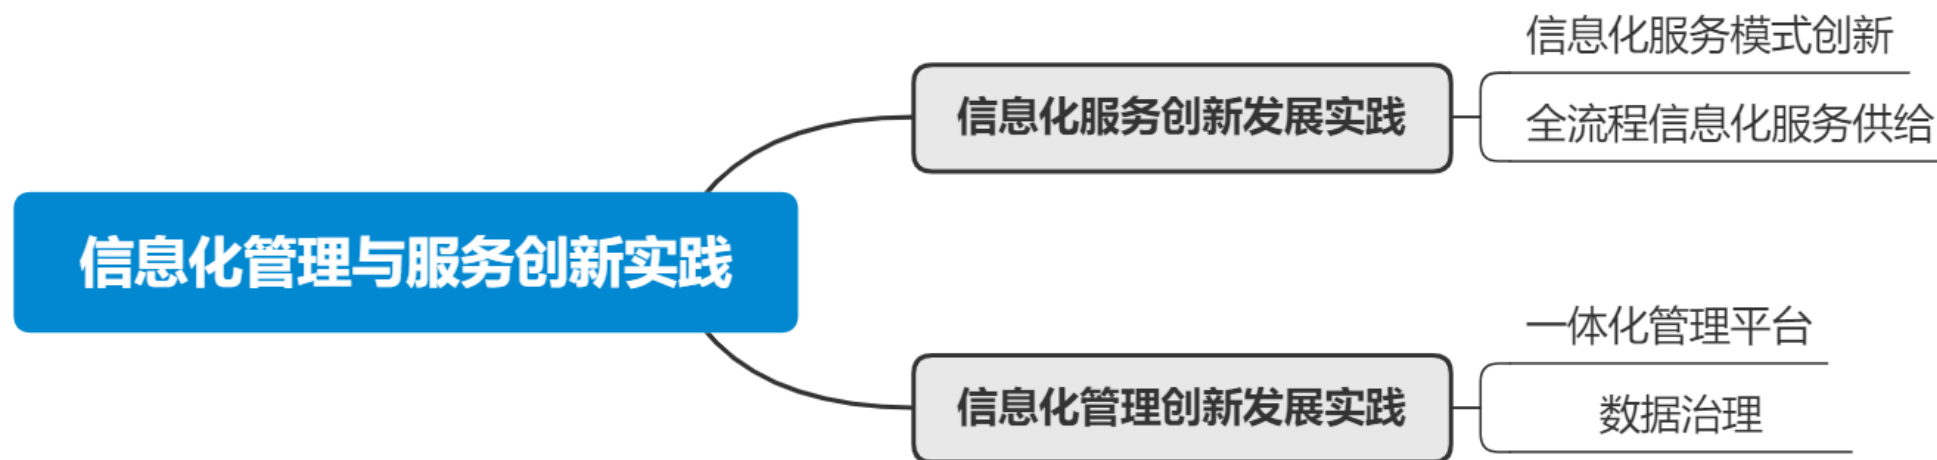 信息化管理与服务创新实践
信息化服务创新发展实践
信息化服务模式创新
全流程信息化服务供给
信息化管理创新发展实践
一体化管理平台
数据治理